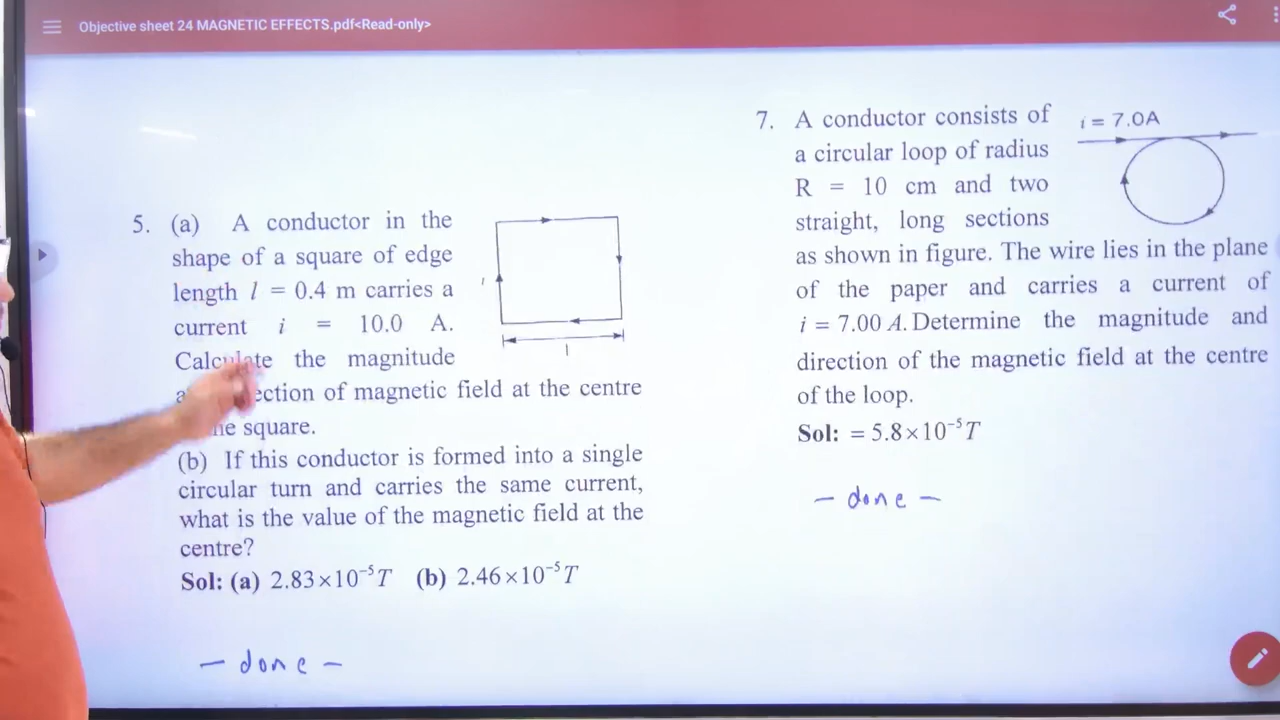 Objective sheet 24 MAGNETIC EFFECTS.pdf<Read-only>
5. (a) A conductor in the
shape of a square of edge
length l = 0.4 m carries a
current i = 10.0 A.
Calculate the magnitude
ection of magnetic field at the centre
he square.
(b) If this conductor is formed into a single
circular turn and carries the same current,
what is the value of the magnetic field at the
centre?
Sol: (a) 2.83×10⁻⁵T (b) 2.46×10⁻⁵T
– done –
l
l
7. A conductor consists of
a circular loop of radius
R = 10 cm and two
straight, long sections
as shown in figure. The wire lies in the plane
of the paper and carries a current of
i = 7.00 A. Determine the magnitude and
direction of the magnetic field at the centre
of the loop.
Sol: = 5.8×10⁻⁵T
– done –
i = 7.0A